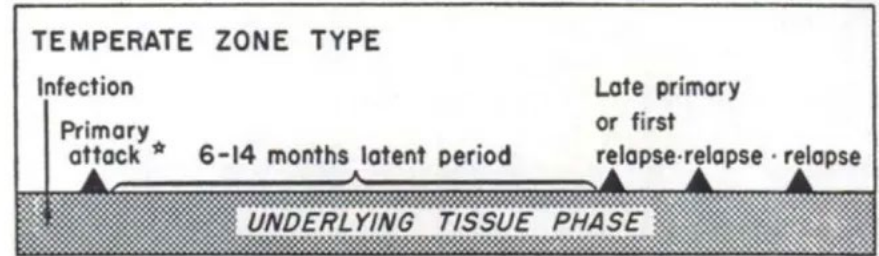 TEMPERATE ZONE TYPE
Infection
Primary
attack ☆ 6-14 months latent period
Late primary
or first
relapse·relapse · relapse
UNDERLYING TISSUE PHASE